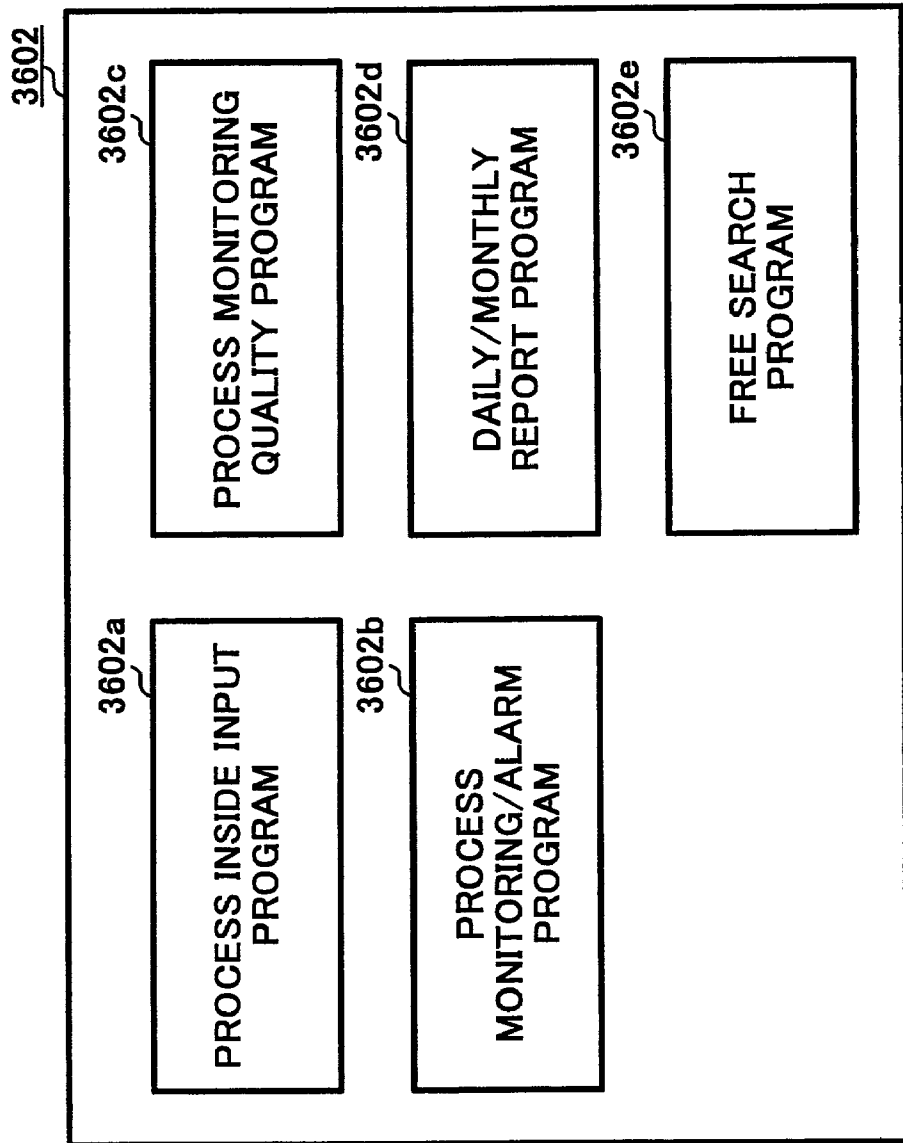 3602
3602a
PROCESS INSIDE INPUT
PROGRAM
3602b
PROCESS
MONITORING/ALARM
PROGRAM
3602c
PROCESS MONITORING
QUALITY PROGRAM
3602d
DAILY/MONTHLY
REPORT PROGRAM
3602e
FREE SEARCH
PROGRAM